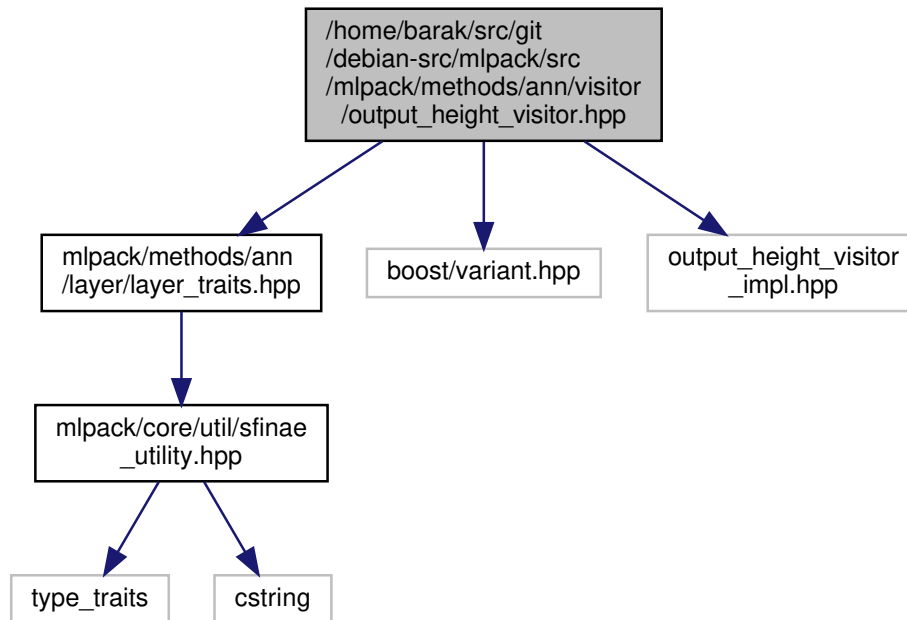 /home/barak/src/git
/debian-src/mlpack/src
/mlpack/methods/ann/visitor
/output_height_visitor.hpp
mlpack/methods/ann
/layer/layer_traits.hpp
boost/variant.hpp
output_height_visitor
_impl.hpp
mlpack/core/util/sfinae
_utility.hpp
type_traits
cstring